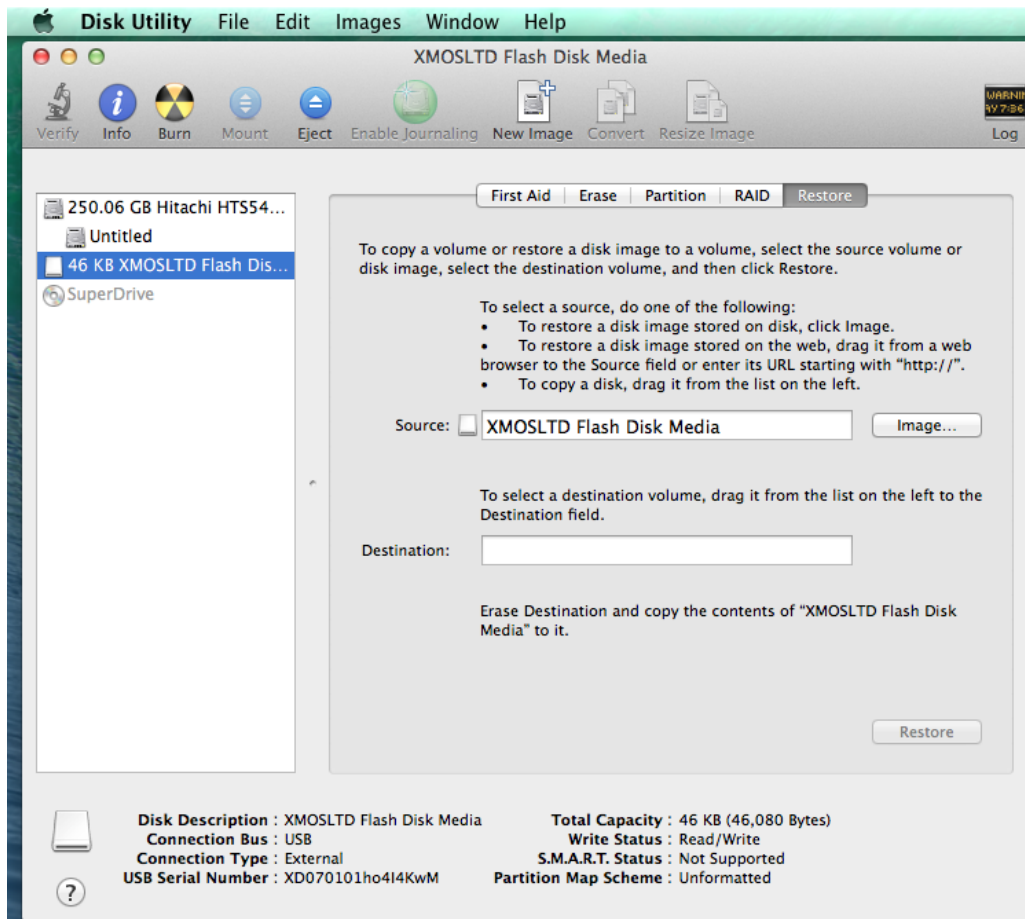 Disk Utility File Edit Images Window Help
XMOSLTD Flash Disk Media
Verify Info Burn Mount Eject Enable Journaling New Image Convert Resize Image Log
250.06 GB Hitachi HTS54...
Untitled
46 KB XMOSLTD Flash Dis...
SuperDrive
First Aid Erase Partition RAID Restore
To copy a volume or restore a disk image to a volume, select the source volume or
disk image, select the destination volume, and then click Restore.
To select a source, do one of the following:
• To restore a disk image stored on disk, click Image.
• To restore a disk image stored on the web, drag it from a web
browser to the Source field or enter its URL starting with “http://”.
• To copy a disk, drag it from the list on the left.
Source: XMOSLTD Flash Disk Media Image...
To select a destination volume, drag it from the list on the left to the
Destination field.
Destination:
Erase Destination and copy the contents of “XMOSLTD Flash Disk
Media” to it.
Restore
Disk Description : XMOSLTD Flash Disk Media Total Capacity : 46 KB (46,080 Bytes)
Connection Bus : USB Write Status : Read/Write
Connection Type : External S.M.A.R.T. Status : Not Supported
USB Serial Number : XD070101ho4I4KwM Partition Map Scheme : Unformatted
?